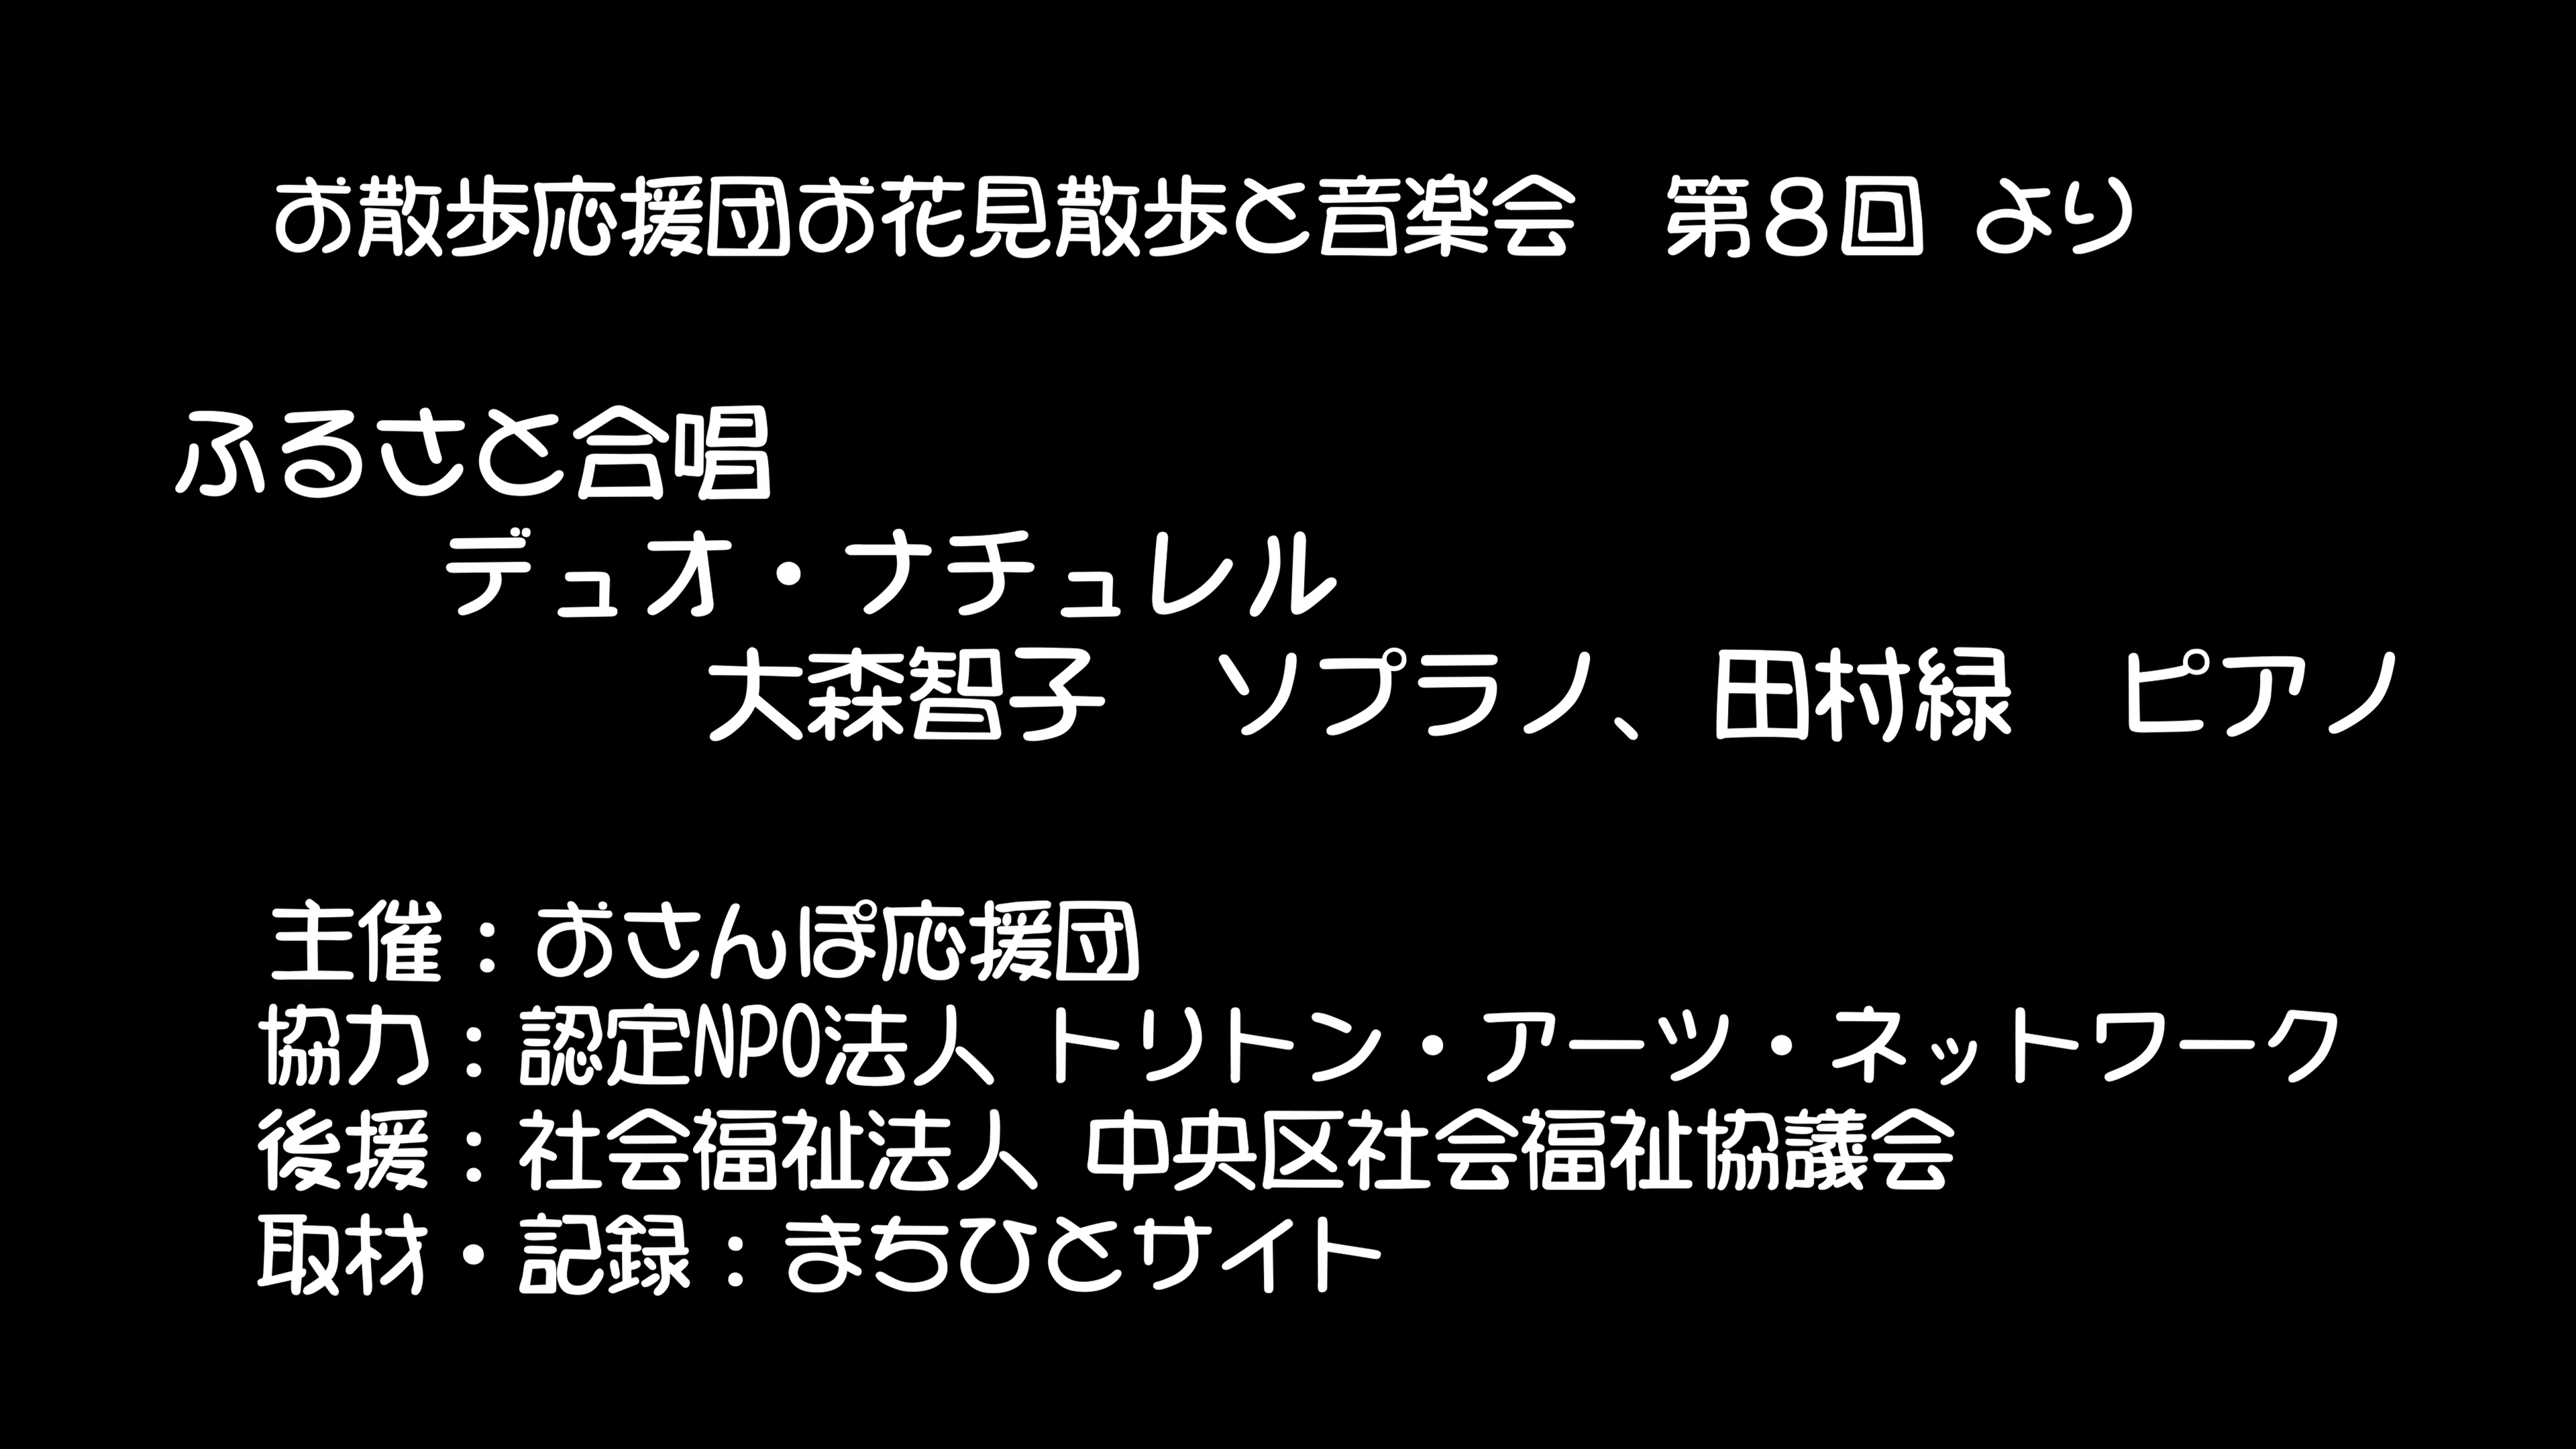 お散歩応援団お花見散歩と音楽会　第８回 より
ふるさと合唱
デュオ・ナチュレル
大森智子　ソプラノ、田村緑　ピアノ
主催：おさんぽ応援団
協力：認定NPO法人 トリトン・アーツ・ネットワーク
後援：社会福祉法人 中央区社会福祉協議会
取材・記録：まちひとサイト